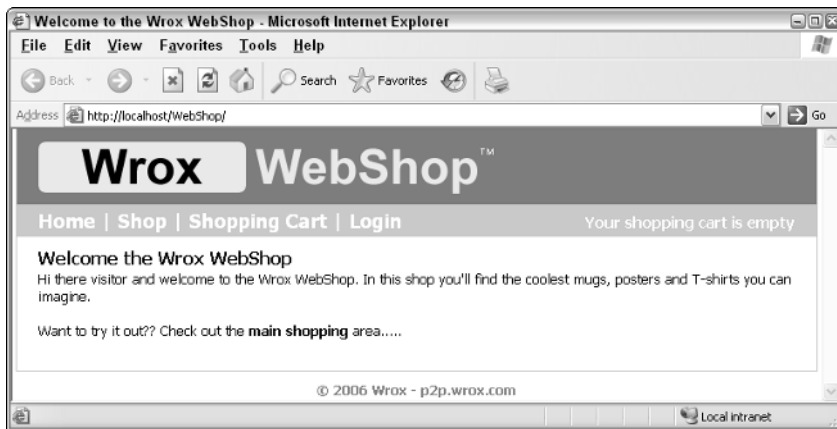 Welcome to the Wrox WebShop - Microsoft Internet Explorer
File Edit View Favorites Tools Help
Back Search Favorites
Address http://localhost/WebShop/ Go
Wrox WebShop™
Home | Shop | Shopping Cart | Login Your shopping cart is empty
Welcome the Wrox WebShop
Hi there visitor and welcome to the Wrox WebShop. In this shop you'll find the coolest mugs, posters and T-shirts you can
imagine.
Want to try it out?? Check out the main shopping area.....
© 2006 Wrox - p2p.wrox.com
Local intranet